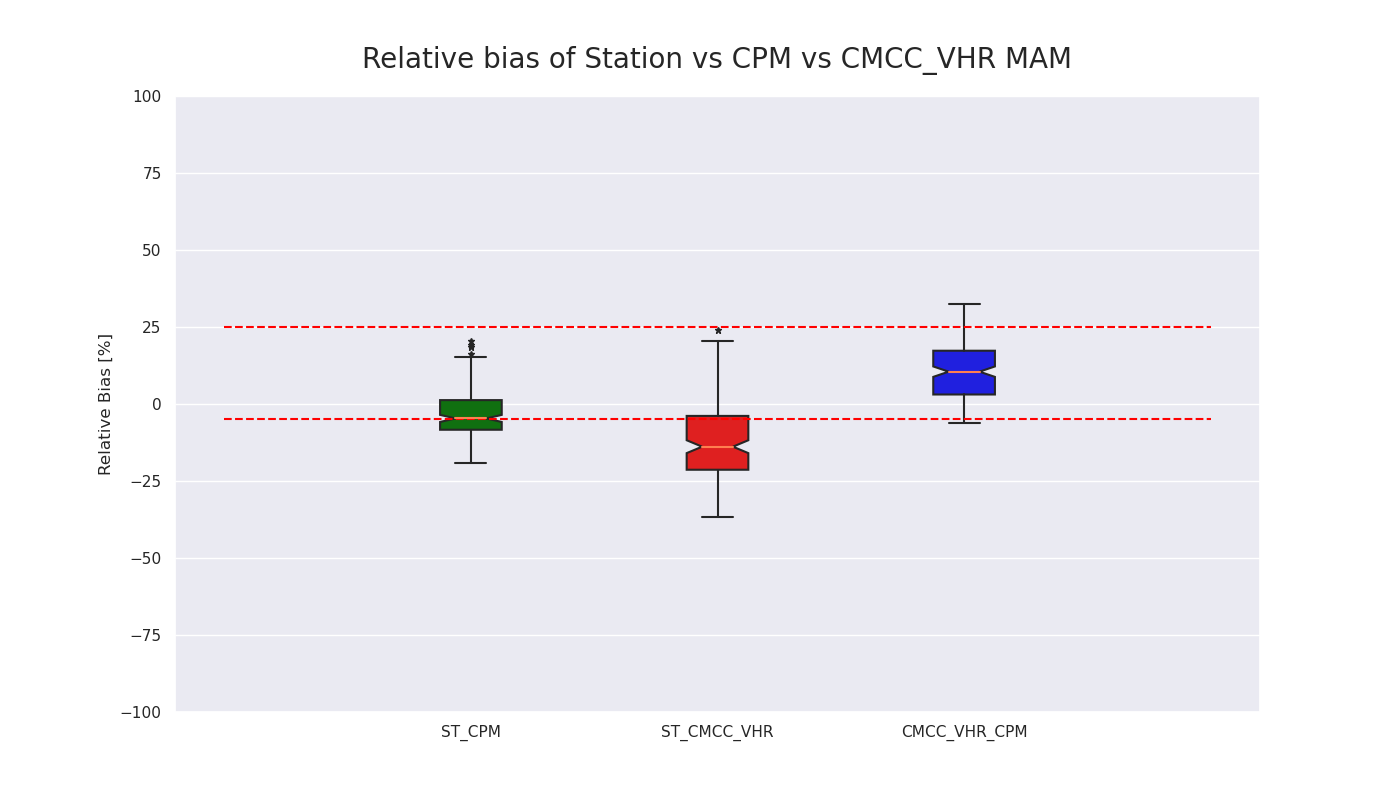 Relative bias of Station vs CPM vs CMCC_VHR MAM
100
75
50
25
0
−25
−50
−75
−100
Relative Bias [%]
ST_CPM
ST_CMCC_VHR
CMCC_VHR_CPM